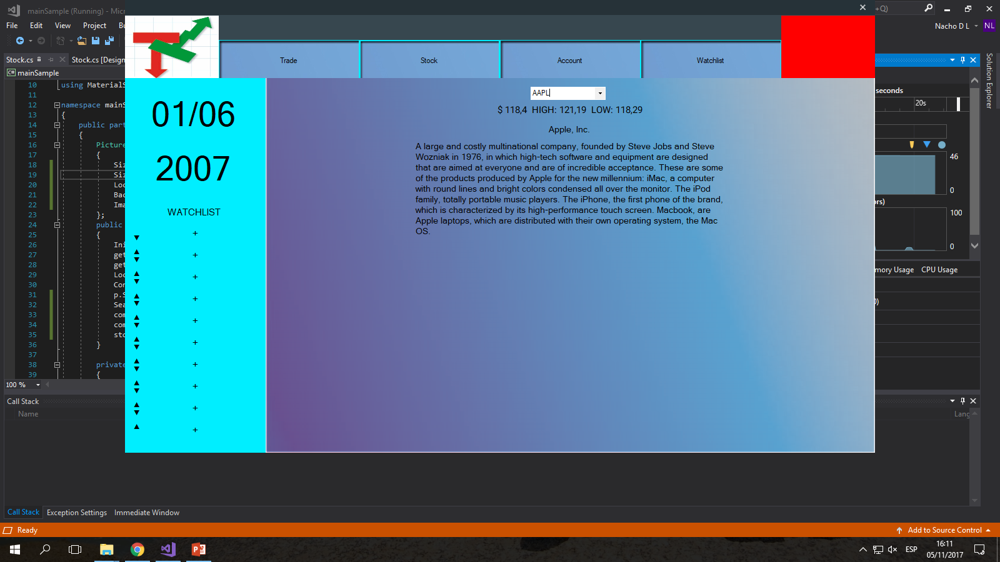 mainSample (Running) - Micr
+Q)
File Edit View Project Bu
Nacho D L NL
Stock.cs Stock.cs [Design
C# mainSample
10 using MaterialS
11
12 namespace mainS
13 {
14 public part
15 {
16 Picture
17 {
18 Siz
19 Siz
20 Loc
21 Bac
22 Ima
23 };
24 public
25 {
26 Ini
27 get
28 get
29 Loc
30 Con
31 p.S
32 Sea
33 com
34 com
35 sto
36 }
37
38 private
39 {
100 %
Trade Stock Account Watchlist
01/06
2007
WATCHLIST
+
+
+
+
+
+
+
+
+
+
AAPL
$ 118,4 HIGH: 121,19 LOW: 118,29
Apple, Inc.
A large and costly multinational company, founded by Steve Jobs and Steve
Wozniak in 1976, in which high-tech software and equipment are designed
that are aimed at everyone and are of incredible acceptance. These are some
of the products produced by Apple for the new millennium: iMac, a computer
with round lines and bright colors condensed all over the monitor. The iPod
family, totally portable music players. The iPhone, the first phone of the brand,
which is characterized by its high-performance touch screen. Macbook, are
Apple laptops, which are distributed with their own operating system, the Mac
OS.
Solution Explorer
seconds
20s
46
0
ors)
100
0
mory Usage CPU Usage
0)
Call Stack
Name Lang
Call Stack Exception Settings Immediate Window
Ready Add to Source Control
ESP
16:11
05/11/2017